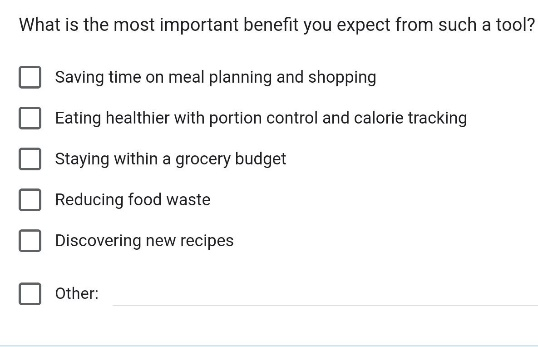 What is the most important benefit you expect from such a tool?
Saving time on meal planning and shopping
Eating healthier with portion control and calorie tracking
Staying within a grocery budget
Reducing food waste
Discovering new recipes
Other: